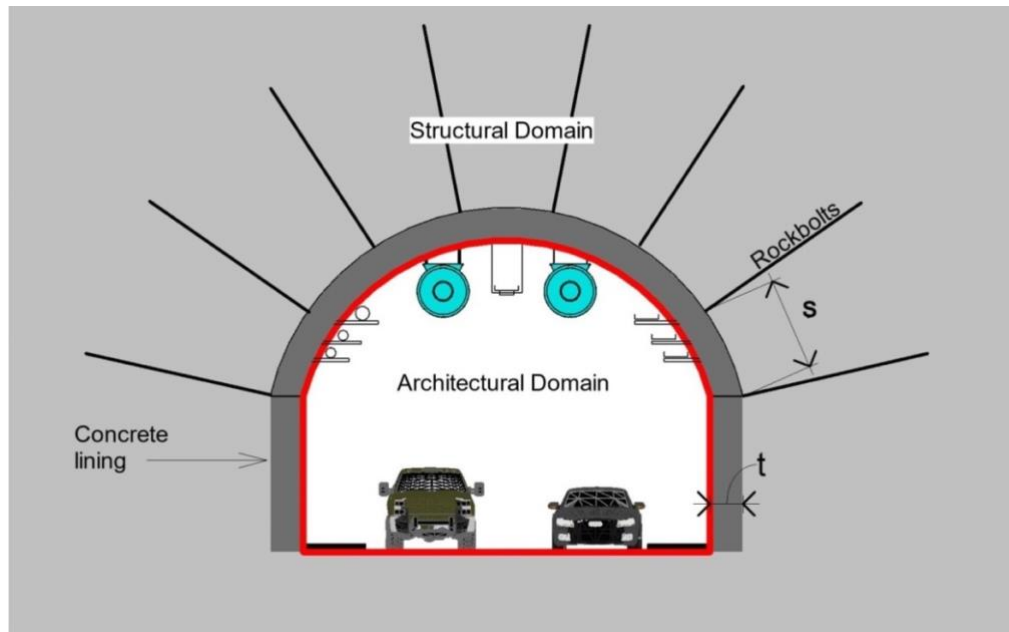 Structural Domain
Rockbolts
s
Architectural Domain
Concrete
lining
t